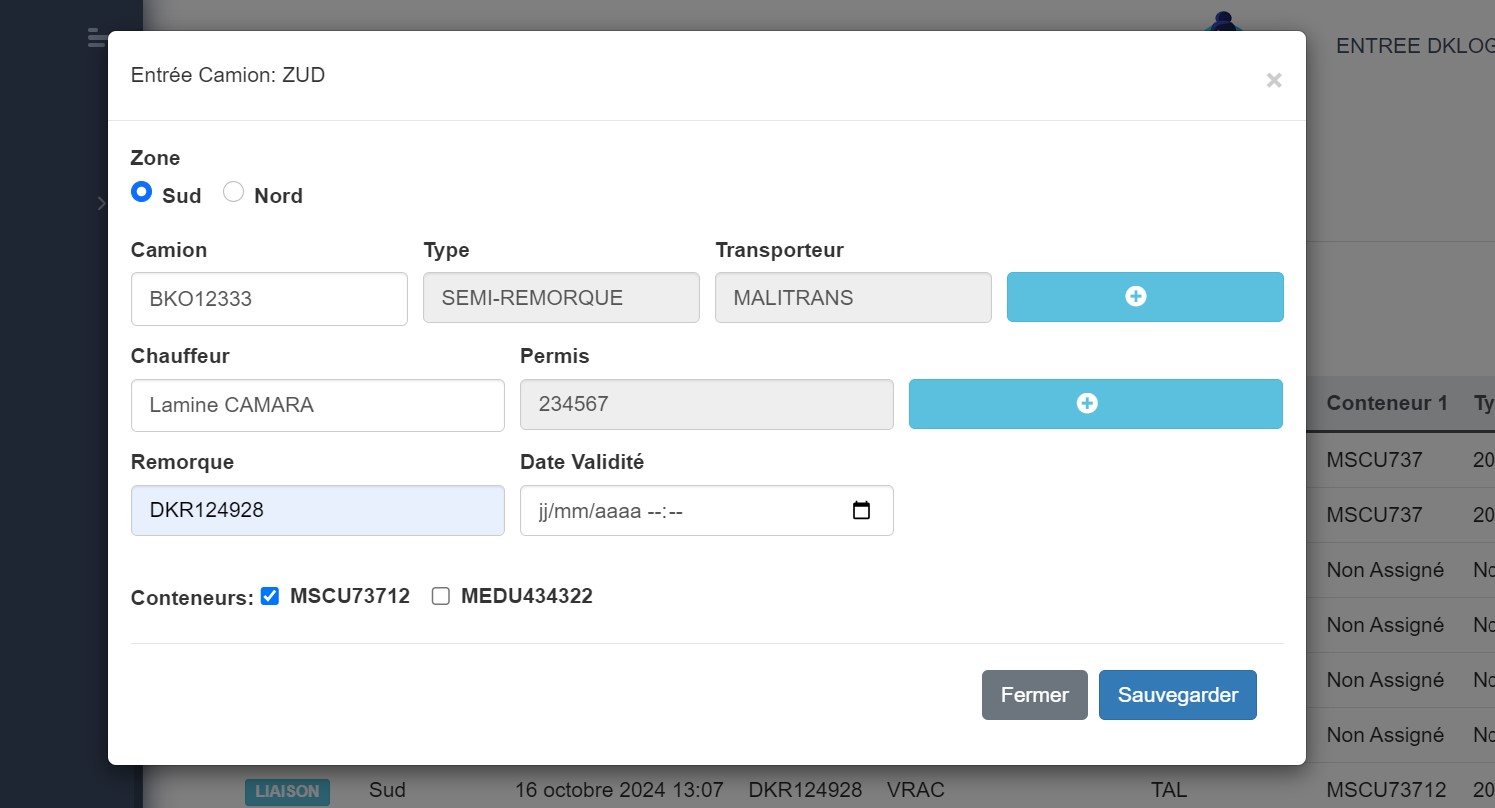 ENTREE DKLOG
Entrée Camion: ZUD
×
Zone
Sud Nord
Camion Type Transporteur
BKO12333 SEMI-REMORQUE MALITRANS
Chauffeur Permis
Lamine CAMARA 234567
Remorque Date Validité
DKR124928 jj/mm/aaaa --:--
Conteneurs: MSCU73712 MEDU434322
Fermer Sauvegarder
Conteneur 1 Ty
MSCU737 20
MSCU737 20
Non Assigné No
Non Assigné No
Non Assigné No
Non Assigné No
LIAISON Sud 16 octobre 2024 13:07 DKR124928 VRAC TAL MSCU73712 20